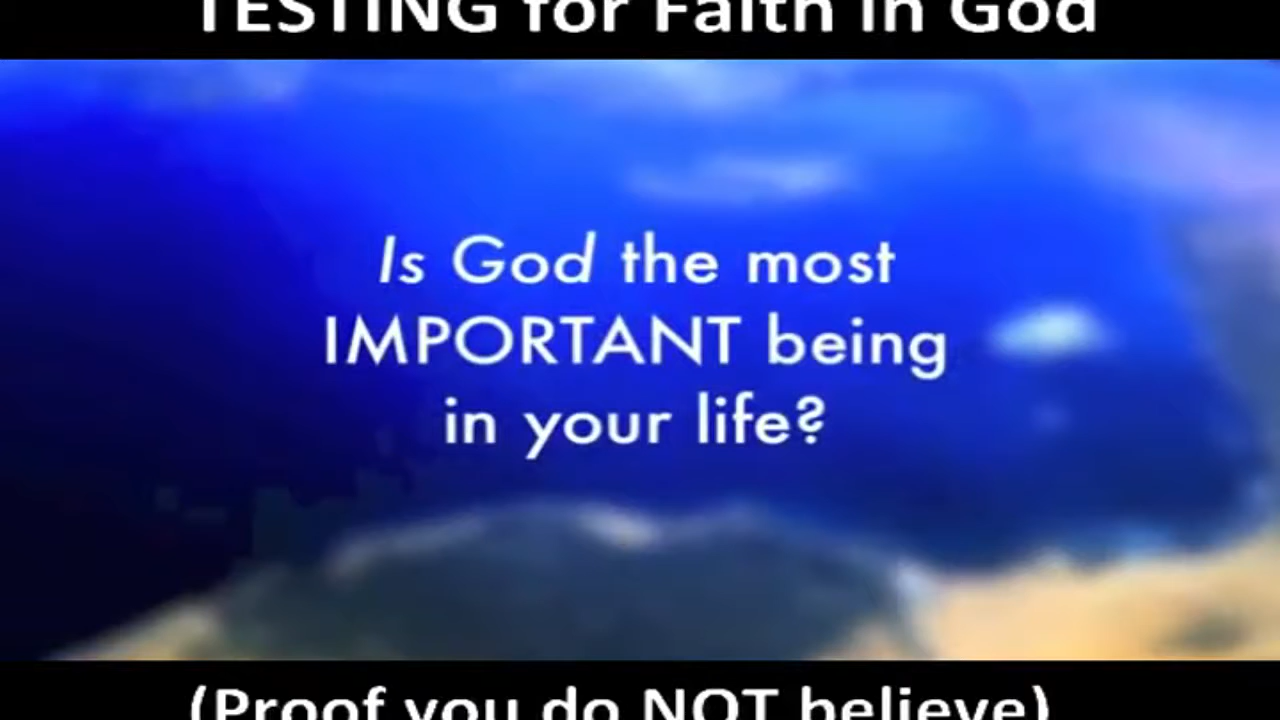 TESTING for Faith in God
Is God the most
IMPORTANT being
in your life?
(Proof you do NOT believe)